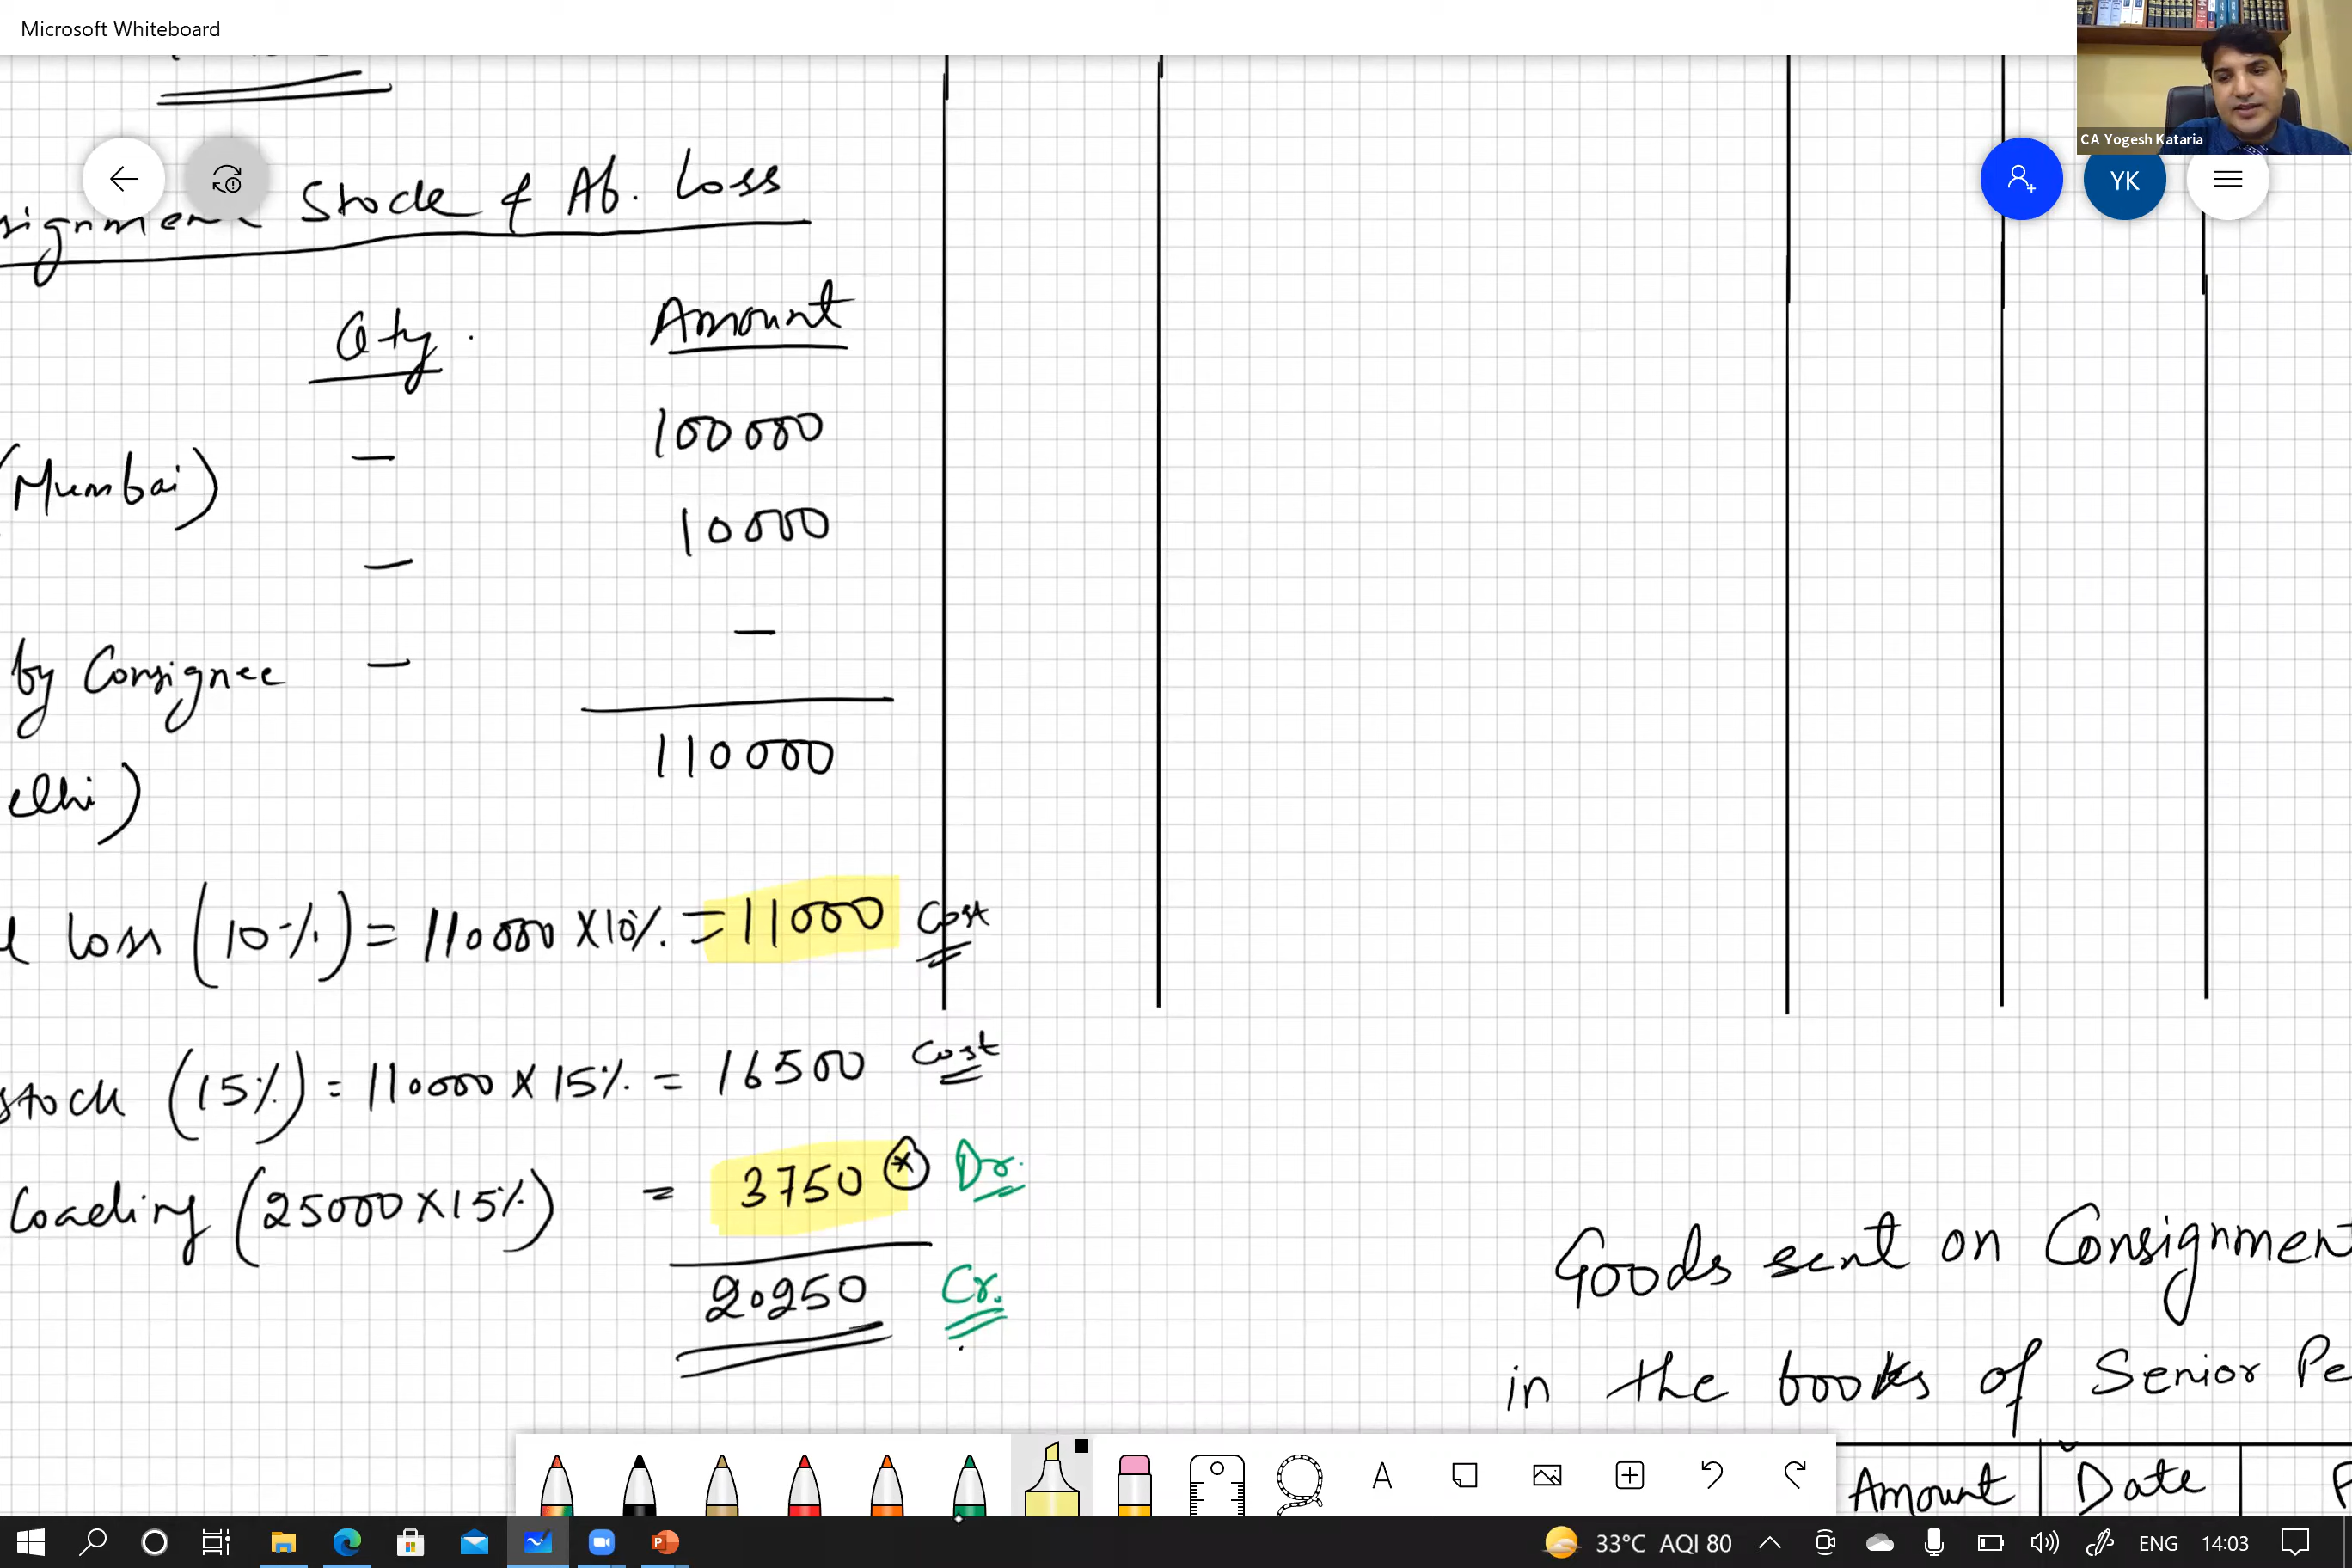 Microsoft Whiteboard
CA Yogesh Kataria
YK
Stock & Ab. Loss
Qty. Amount
— 100000
(Mumbai)
— 10000
by Consignee — —
110000
elhi)
l loss (10%) = 110000 X 10% = 11000 Cost
stock (15%) = 110000 X 15% = 16500 Cost
Loading (25000 X 15%) = 3750 * Dr.
20250 Cr.
Goods sent on Consignment
in the books of Senior Pe
Amount Date P
A
33°C AQI 80 ENG 14:03